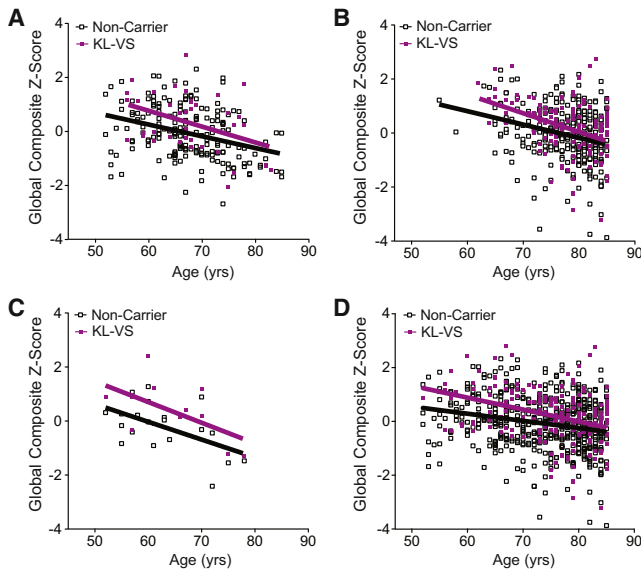 A
Non-Carrier
KL-VS
Global Composite Z-Score
4
2
0
-2
-4
50 60 70 80 90
Age (yrs)
B
Non-Carrier
KL-VS
Global Composite Z-Score
4
2
0
-2
-4
50 60 70 80 90
Age (yrs)
C
Non-Carrier
KL-VS
Global Composite Z-Score
4
2
0
-2
-4
50 60 70 80 90
Age (yrs)
D
Non-Carrier
KL-VS
Global Composite Z-Score
4
2
0
-2
-4
50 60 70 80 90
Age (yrs)